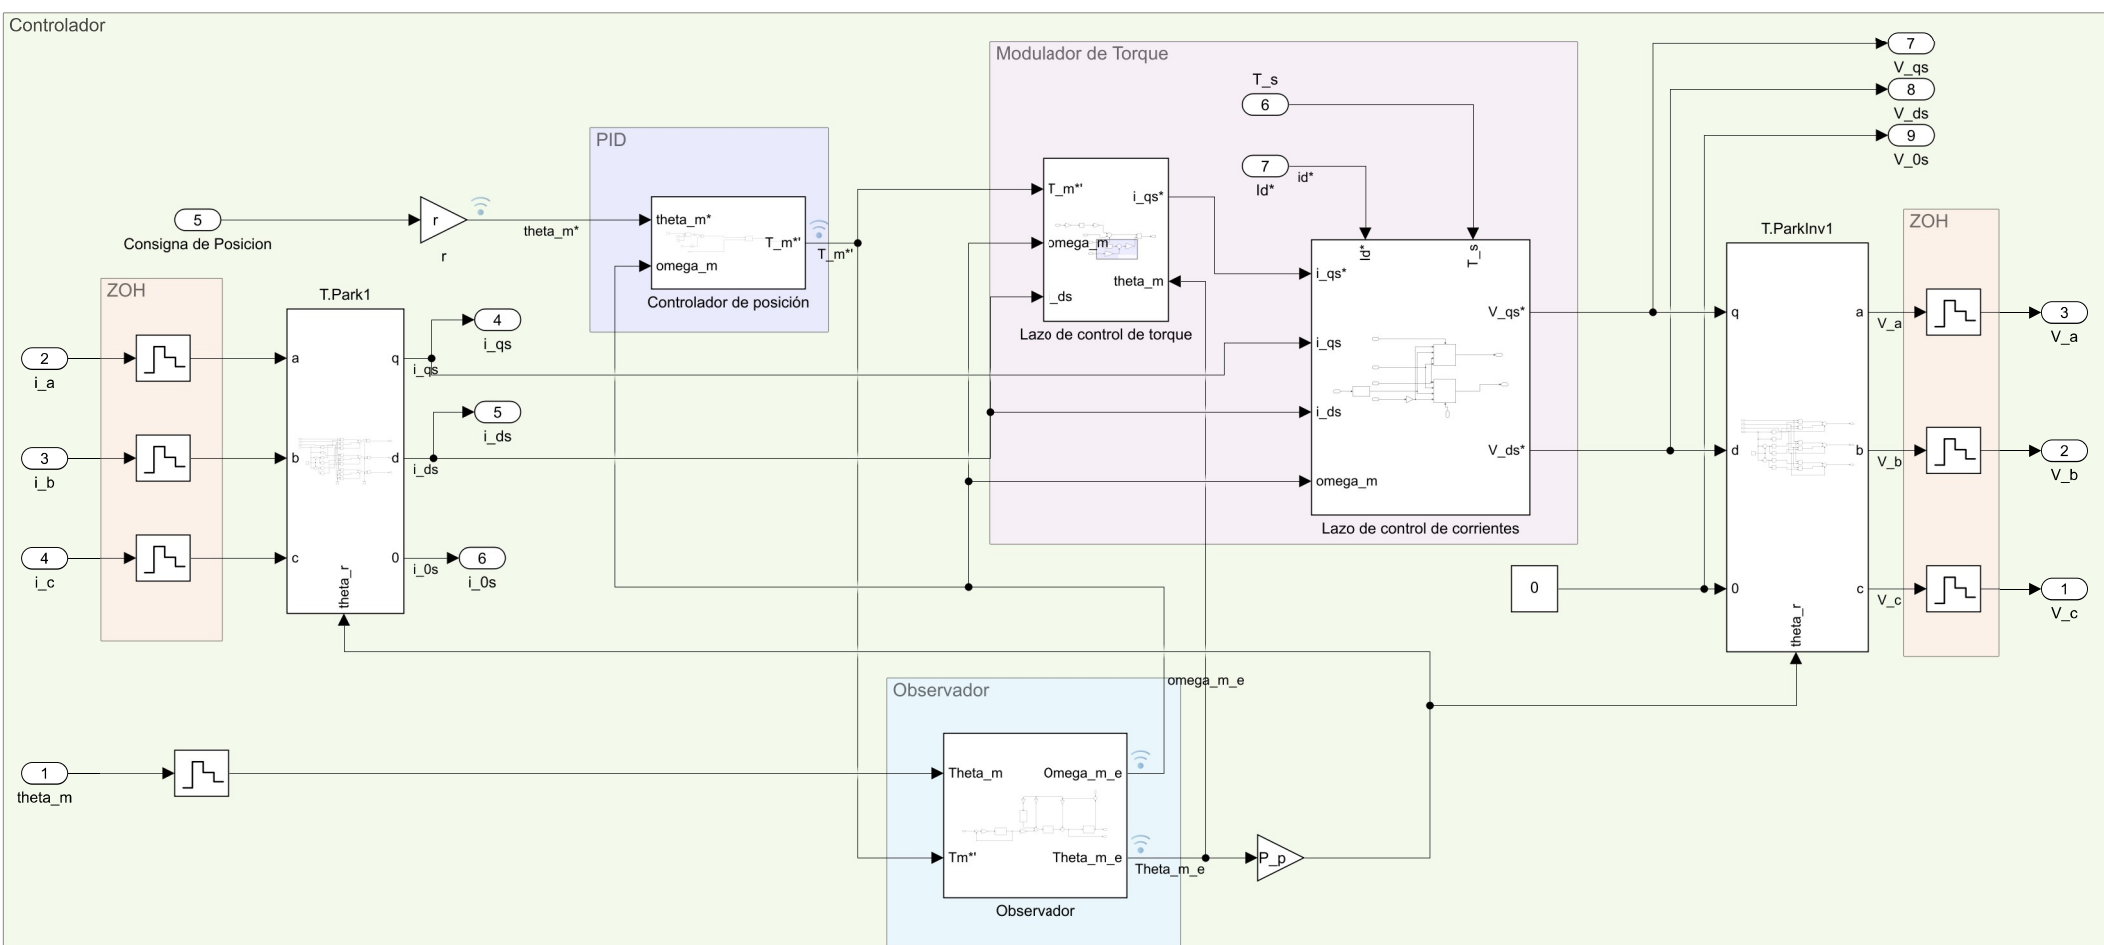 Controlador
Modulador de Torque
7
V_qs
T_s
6
8
V_ds
PID
9
V_0s
7
Id*
id*
T_m*'
i_qs*
omega_m
theta_m
_ds
Lazo de control de torque
5
Consigna de Posicion
r
r
theta_m*
theta_m*
omega_m
T_m*'
T_m*'
Controlador de posición
Id*
T_s
i_qs*
i_qs
i_ds
omega_m
V_qs*
V_ds*
Lazo de control de corrientes
T.ParkInv1
q
d
0
a
b
c
theta_r
ZOH
V_a
3
V_a
V_b
2
V_b
V_c
1
V_c
ZOH
2
i_a
3
i_b
4
i_c
T.Park1
a
b
c
q
d
0
theta_r
4
i_qs
i_qs
5
i_ds
i_ds
6
i_0s
i_0s
0
omega_m_e
Observador
1
theta_m
Theta_m
Omega_m_e
Tm*'
Theta_m_e
Theta_m_e
P_p
Observador